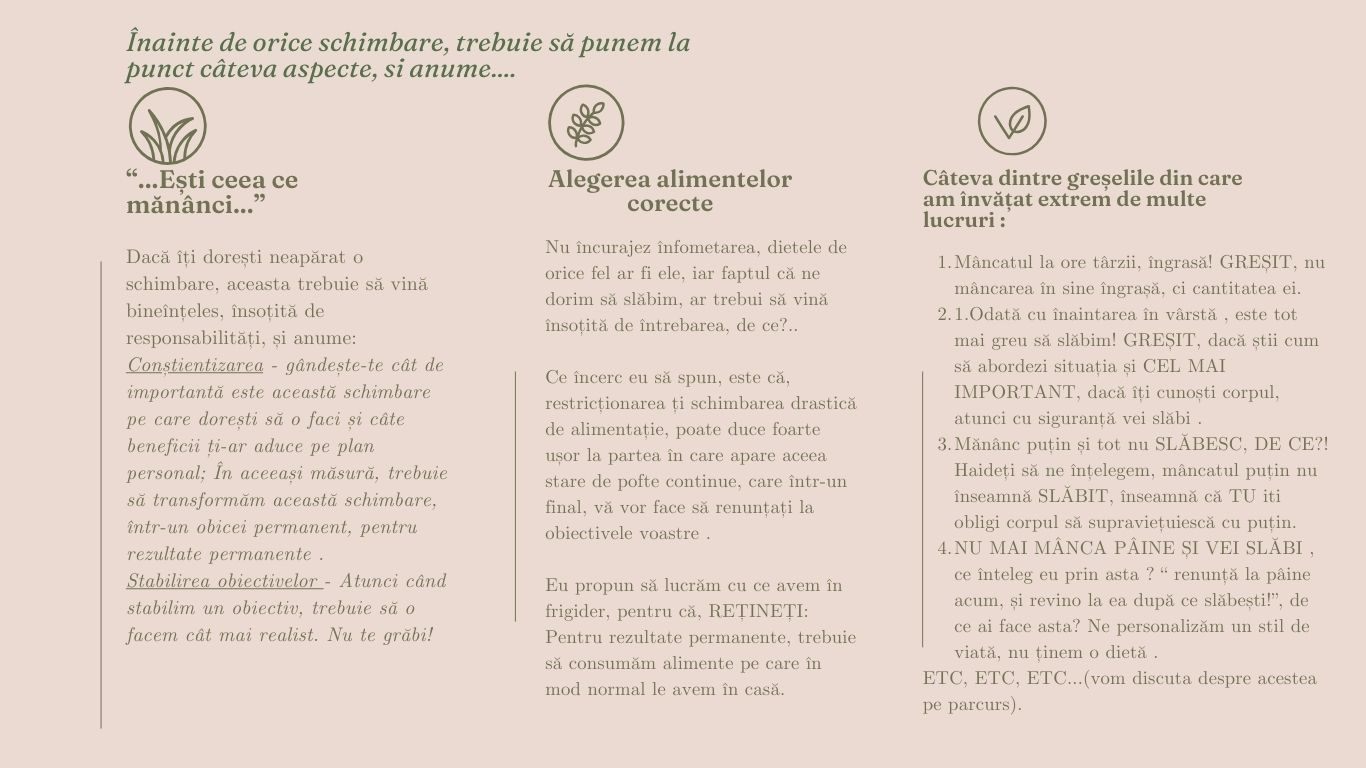 Înainte de orice schimbare, trebuie să punem la
punct câteva aspecte, si anume....
“...Ești ceea ce
mănânci...”
Dacă îți dorești neapărat o
schimbare, aceasta trebuie să vină
bineînțeles, însoțită de
responsabilități, și anume:
Conștientizarea - gândește-te cât de
importantă este această schimbare
pe care dorești să o faci și câte
beneficii ți-ar aduce pe plan
personal; În aceeași măsură, trebuie
să transformăm această schimbare,
într-un obicei permanent, pentru
rezultate permanente .
Stabilirea obiectivelor - Atunci când
stabilim un obiectiv, trebuie să o
facem cât mai realist. Nu te grăbi!
Alegerea alimentelor
corecte
Nu încurajez înfometarea, dietele de
orice fel ar fi ele, iar faptul că ne
dorim să slăbim, ar trebui să vină
însoțită de întrebarea, de ce?..
Ce încerc eu să spun, este că,
restricționarea ți schimbarea drastică
de alimentație, poate duce foarte
ușor la partea în care apare aceea
stare de pofte continue, care într-un
final, vă vor face să renunțați la
obiectivele voastre .
Eu propun să lucrăm cu ce avem în
frigider, pentru că, REȚINEȚI:
Pentru rezultate permanente, trebuie
să consumăm alimente pe care în
mod normal le avem în casă.
Câteva dintre greșelile din care
am învățat extrem de multe
lucruri :
1. Mâncatul la ore târzii, îngrasă! GREȘIT, nu
mâncarea în sine îngrașă, ci cantitatea ei.
2. 1.Odată cu înaintarea în vârstă , este tot
mai greu să slăbim! GREȘIT, dacă știi cum
să abordezi situația și CEL MAI
IMPORTANT, dacă îți cunoști corpul,
atunci cu siguranță vei slăbi .
3. Mănânc puțin și tot nu SLĂBESC, DE CE?!
Haideți să ne înțelegem, mâncatul puțin nu
înseamnă SLĂBIT, înseamnă că TU iti
obligi corpul să supraviețuiescă cu puțin.
4. NU MAI MÂNCA PÂINE ȘI VEI SLĂBI ,
ce înteleg eu prin asta ? “ renunță la pâine
acum, și revino la ea după ce slăbești!”, de
ce ai face asta? Ne personalizăm un stil de
viată, nu ținem o dietă .
ETC, ETC, ETC...(vom discuta despre acestea
pe parcurs).